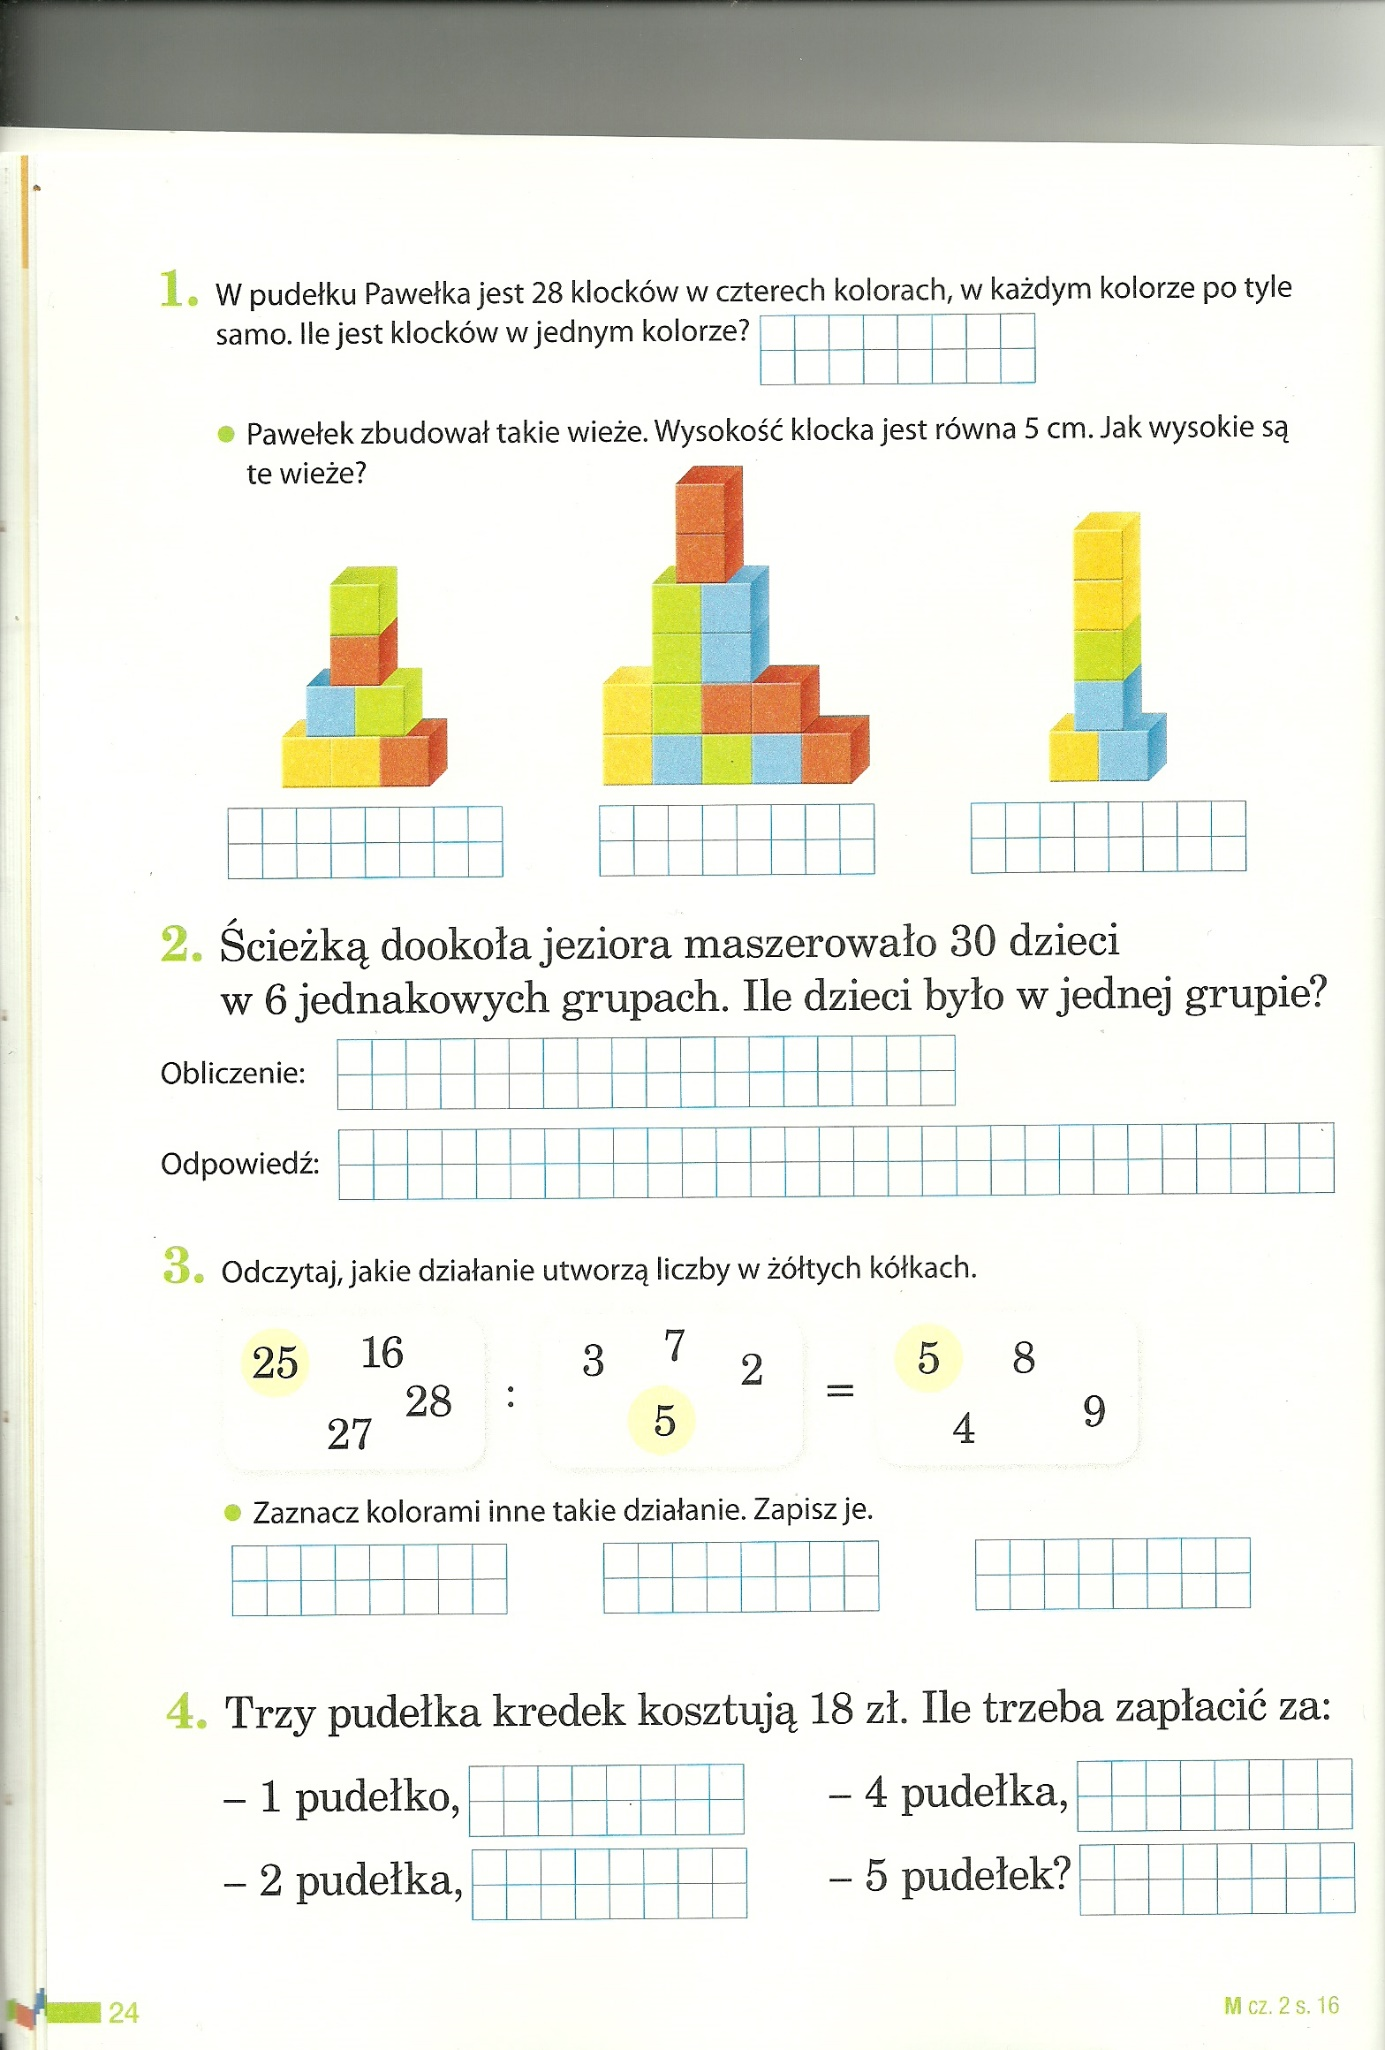 1. W pudełku Pawełka jest 28 klocków w czterech kolorach, w każdym kolorze po tyle
samo. Ile jest klocków w jednym kolorze?
• Pawełek zbudował takie wieże. Wysokość klocka jest równa 5 cm. Jak wysokie są
te wieże?
2. Ścieżką dookoła jeziora maszerowało 30 dzieci
w 6 jednakowych grupach. Ile dzieci było w jednej grupie?
Obliczenie:
Odpowiedź:
3. Odczytaj, jakie działanie utworzą liczby w żółtych kółkach.
25 16 28 27 : 3 7 2 5 = 5 8 4 9
• Zaznacz kolorami inne takie działanie. Zapisz je.
4. Trzy pudełka kredek kosztują 18 zł. Ile trzeba zapłacić za:
– 1 pudełko, – 4 pudełka,
– 2 pudełka, – 5 pudełek?
24 M cz. 2 s. 16